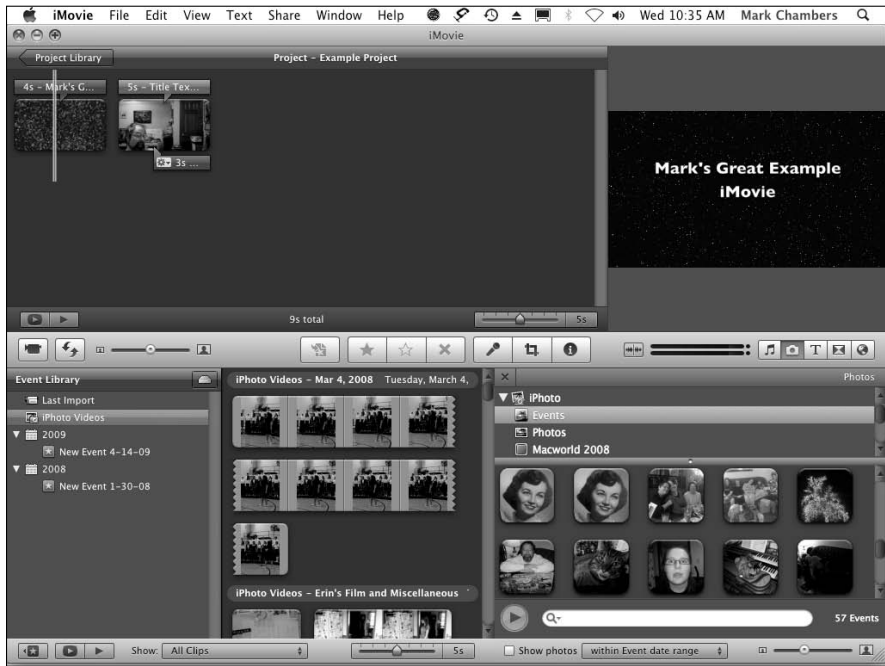 iMovie File Edit View Text Share Window Help Wed 10:35 AM Mark Chambers
iMovie
Project Library
Project – Example Project
4s – Mark's G...
5s – Title Tex...
3s ...
Mark's Great Example
iMovie
9s total
5s
T
Event Library
iPhoto Videos – Mar 4, 2008 Tuesday, March 4,
Photos
Last Import
iPhoto Videos
2009
New Event 4-14-09
2008
New Event 1-30-08
iPhoto
Events
Photos
Macworld 2008
iPhoto Videos – Erin's Film and Miscellaneous
57 Events
Show: All Clips
5s
Show photos within Event date range